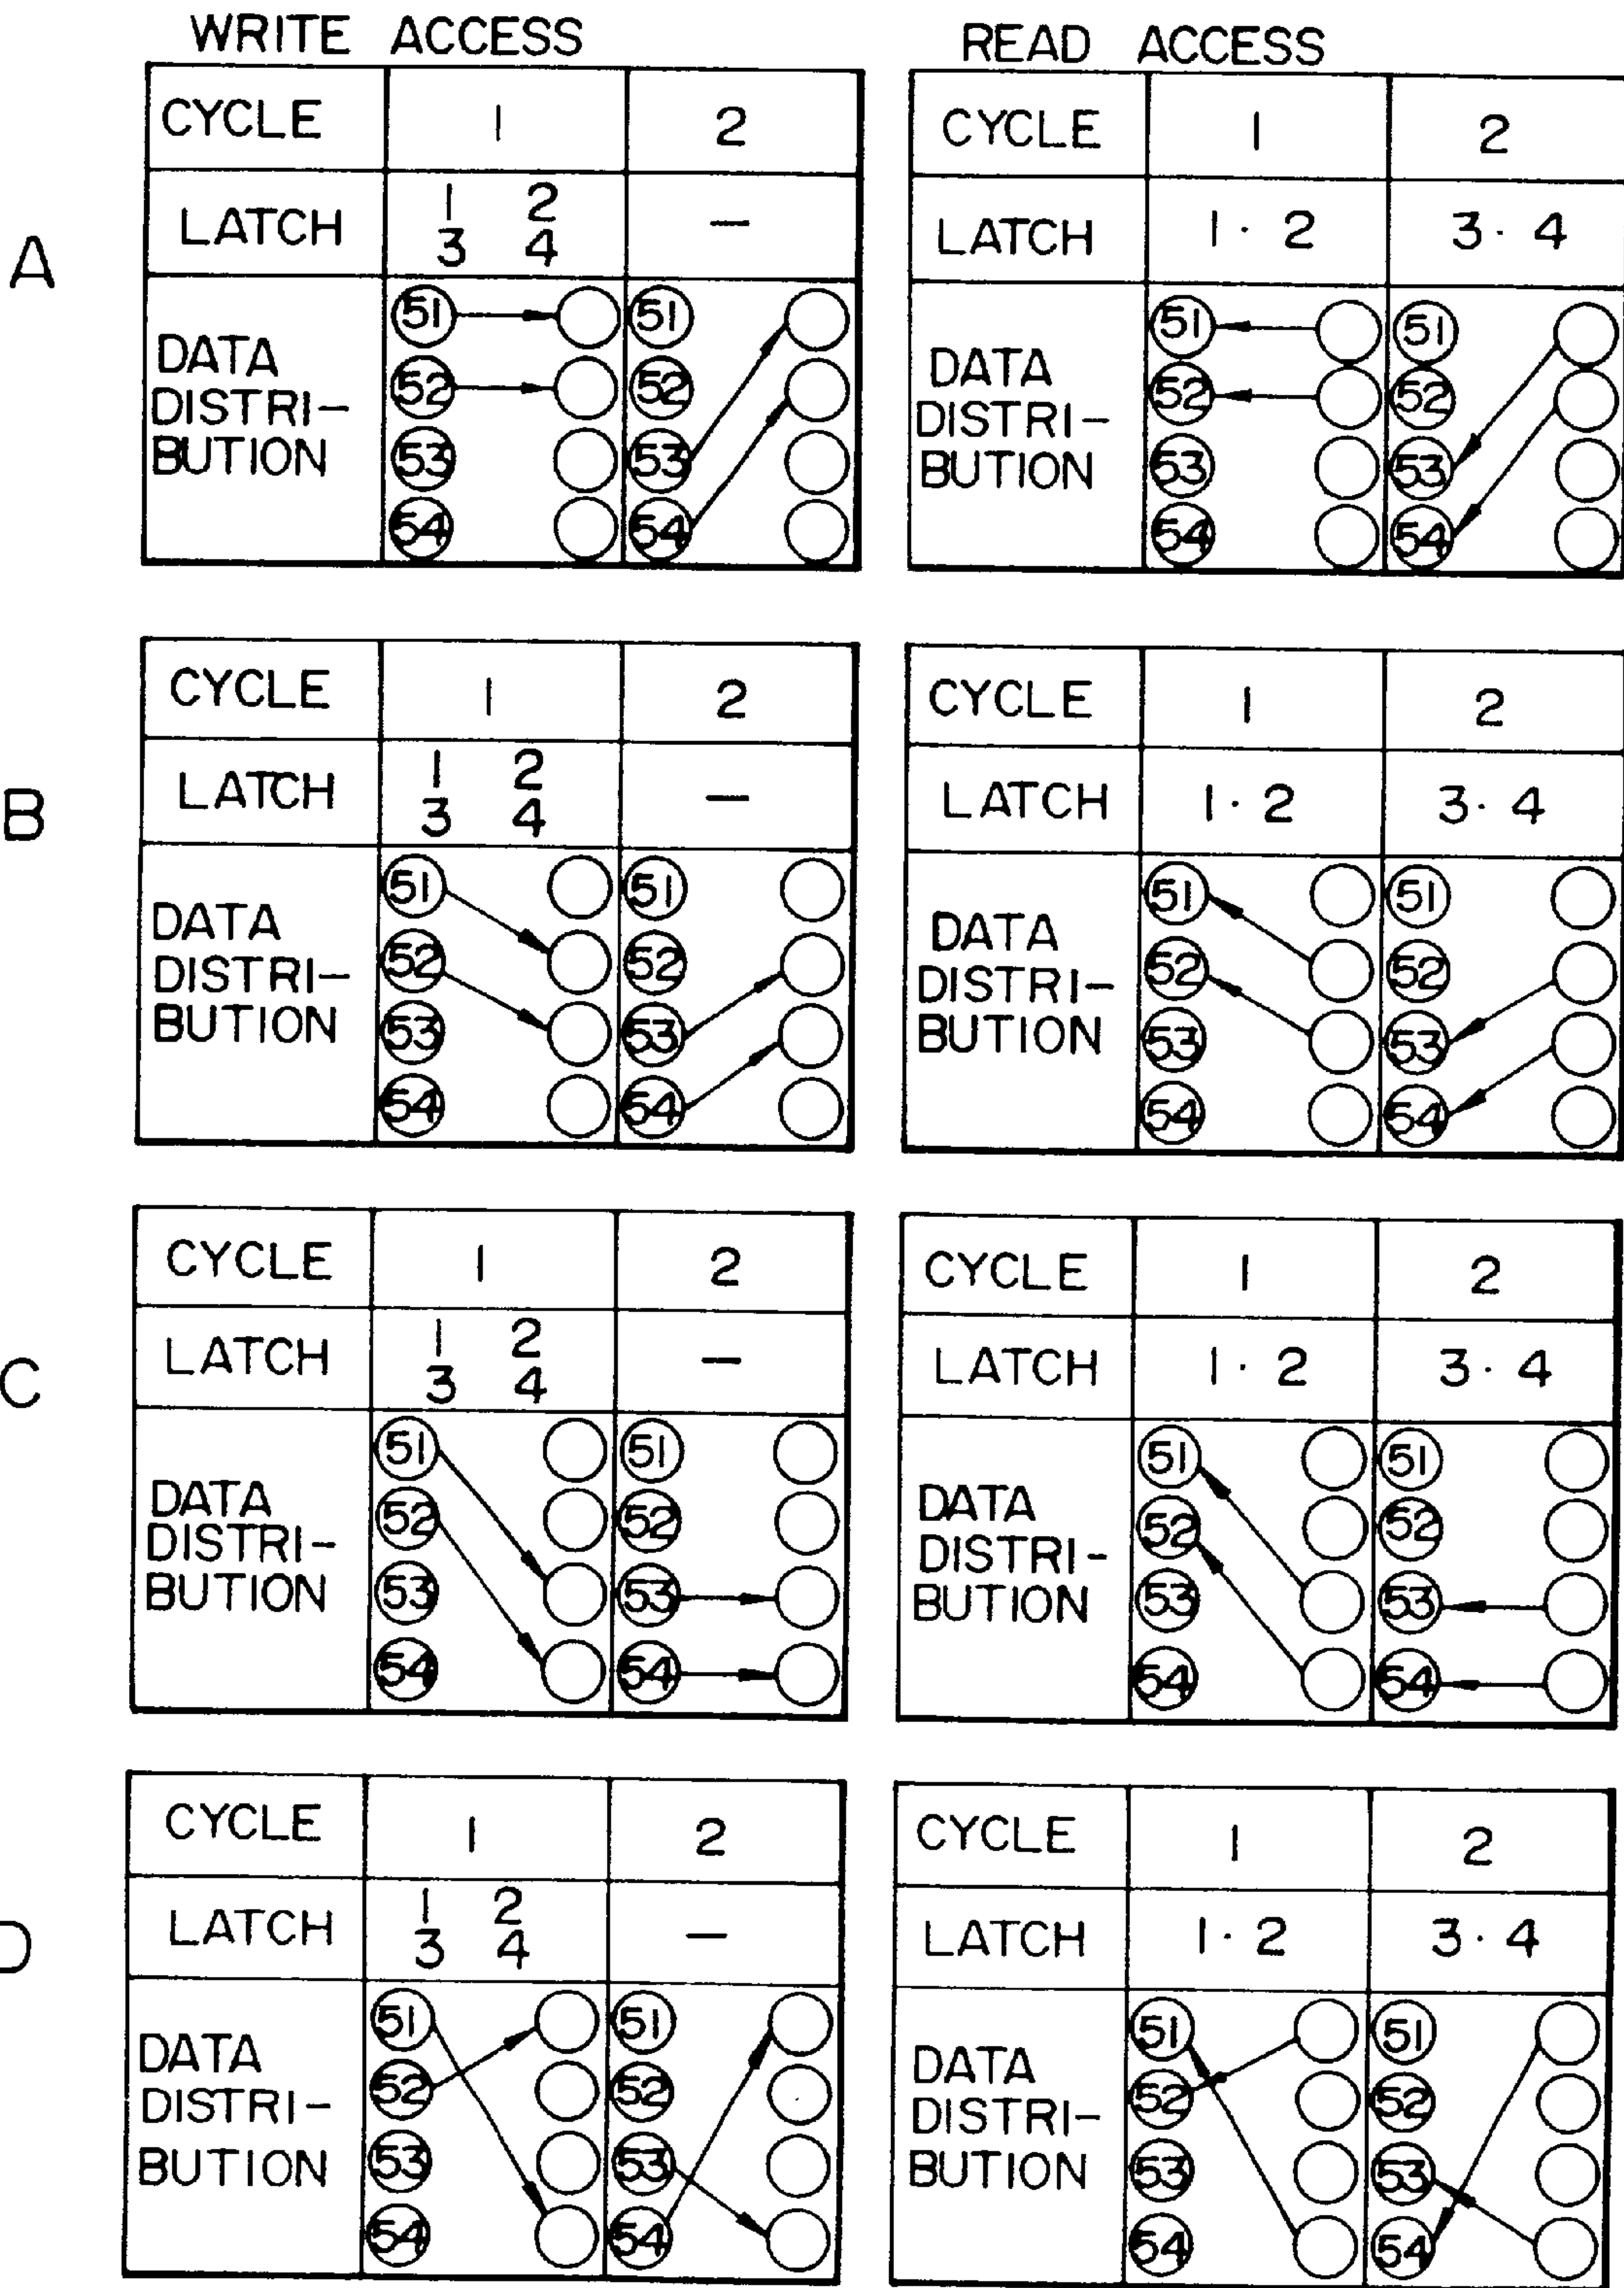 WRITE ACCESS
READ ACCESS
A
CYCLE 1 2
LATCH 1 2 3 4 —
DATA
DISTRI-
BUTION
51 51
52 52
53 53
54 54
CYCLE 1 2
LATCH 1·2 3·4
DATA
DISTRI-
BUTION
51 51
52 52
53 53
54 54
B
CYCLE 1 2
LATCH 1 2 3 4 —
DATA
DISTRI-
BUTION
51 51
52 52
53 53
54 54
CYCLE 1 2
LATCH 1·2 3·4
DATA
DISTRI-
BUTION
51 51
52 52
53 53
54 54
C
CYCLE 1 2
LATCH 1 2 3 4 —
DATA
DISTRI-
BUTION
51 51
52 52
53 53
54 54
CYCLE 1 2
LATCH 1·2 3·4
DATA
DISTRI-
BUTION
51 51
52 52
53 53
54 54
D
CYCLE 1 2
LATCH 1 2 3 4 —
DATA
DISTRI-
BUTION
51 51
52 52
53 53
54 54
CYCLE 1 2
LATCH 1·2 3·4
DATA
DISTRI-
BUTION
51 51
52 52
53 53
54 54